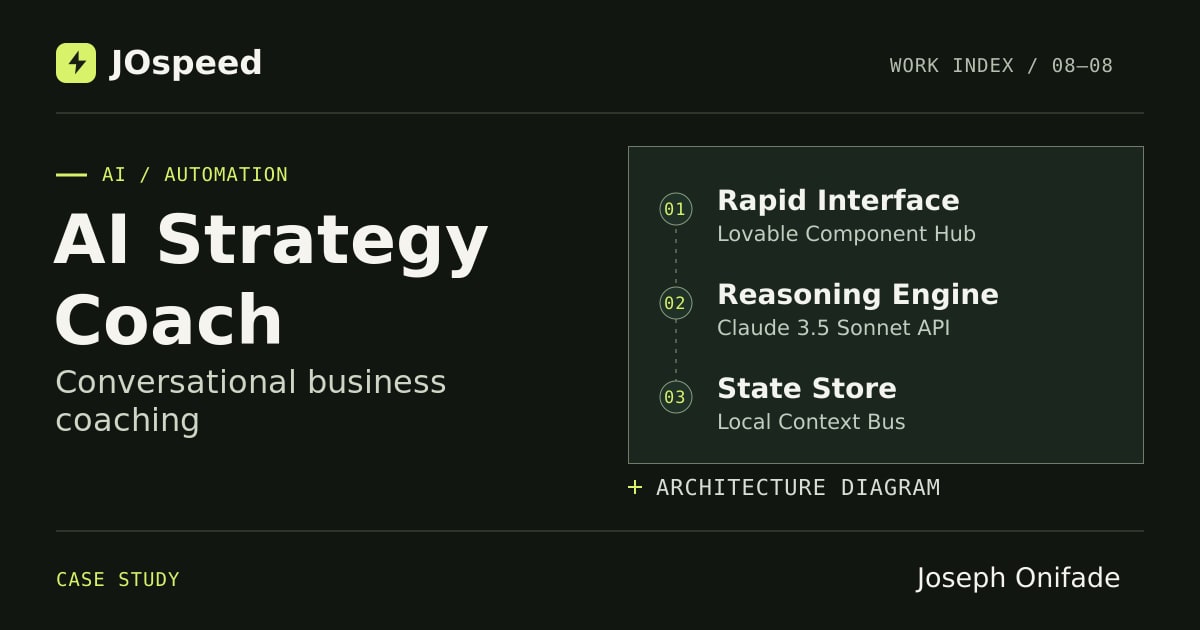 JOspeed
WORK INDEX / 08–08
AI / AUTOMATION
AI Strategy
Coach
Conversational business
coaching
01
Rapid Interface
Lovable Component Hub
02
Reasoning Engine
Claude 3.5 Sonnet API
03
State Store
Local Context Bus
+ ARCHITECTURE DIAGRAM
CASE STUDY
Joseph Onifade